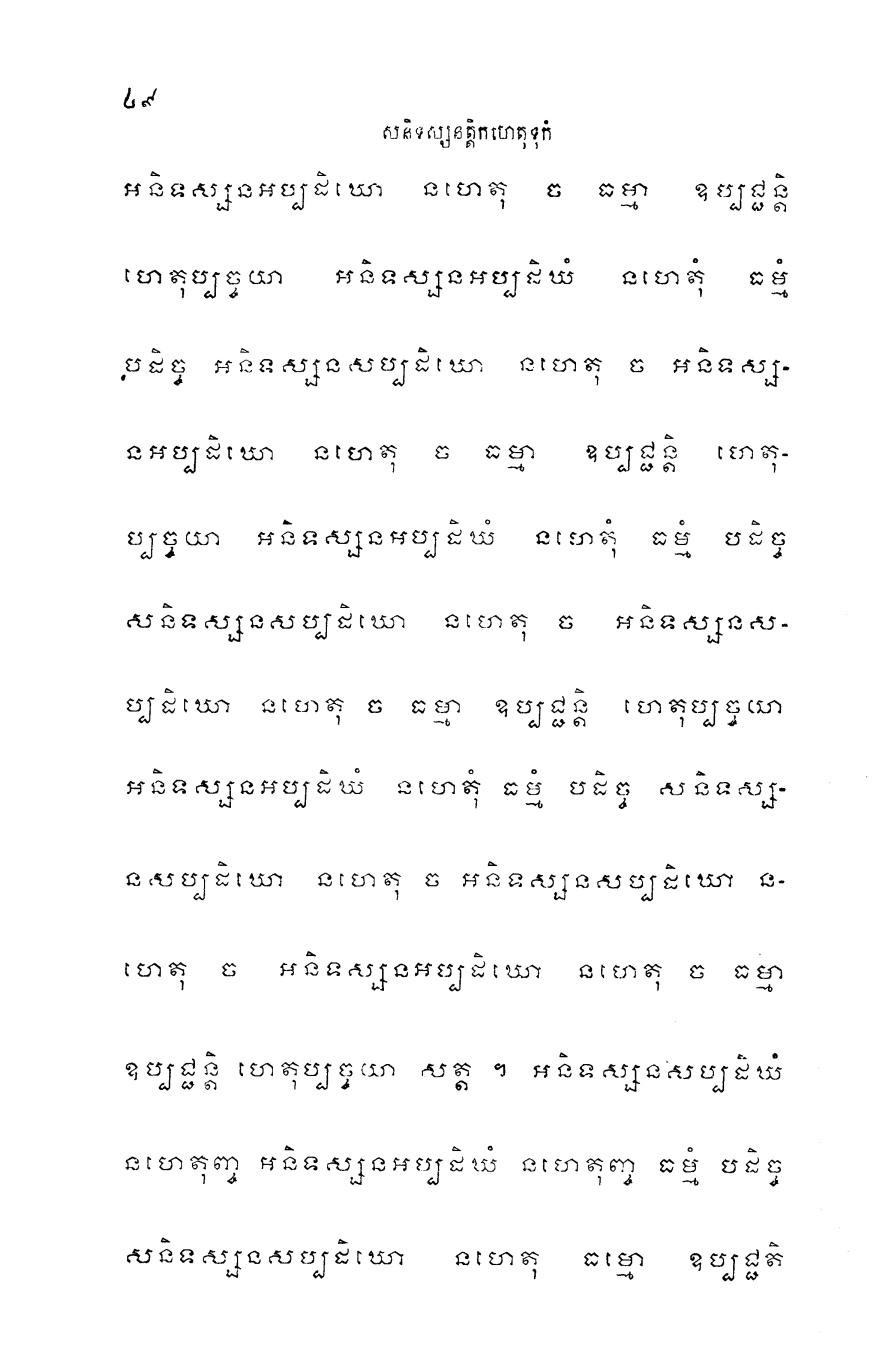 ៤៩
សនិទស្សនត្តិកហេតុទុកំ
អនិទស្សនអប្បដិឃោ នហេតុ ច ធម្មា ឧប្បជ្ជន្តិ
ហេតុប្បច្ចយា អនិទស្សនអប្បដិឃំ នហេតុំ ធម្មំ
បដិច្ច អនិទស្សនសប្បដិឃោ នហេតុ ច អនិទស្ស-
នអប្បដិឃោ នហេតុ ច ធម្មា ឧប្បជ្ជន្តិ ហេតុ-
ប្បច្ចយា អនិទស្សនអប្បដិឃំ នហេតុំ ធម្មំ បដិច្ច
សនិទស្សនសប្បដិឃោ នហេតុ ច អនិទស្សនស-
ប្បដិឃោ នហេតុ ច ធម្មា ឧប្បជ្ជន្តិ ហេតុប្បច្ចយា
អនិទស្សនអប្បដិឃំ នហេតុំ ធម្មំ បដិច្ច សនិទស្ស-
នសប្បដិឃោ នហេតុ ច អនិទស្សនសប្បដិឃោ ន-
ហេតុ ច អនិទស្សនអប្បដិឃោ នហេតុ ច ធម្មា
ឧប្បជ្ជន្តិ ហេតុប្បច្ចយា សត្ត ។ អនិទស្សនសប្បដិឃំ
នហេតុញ្ច អនិទស្សនអប្បដិឃំ នហេតុញ្ច ធម្មំ បដិច្ច
សនិទស្សនសប្បដិឃោ នហេតុ ធម្មោ ឧប្បជ្ជតិ